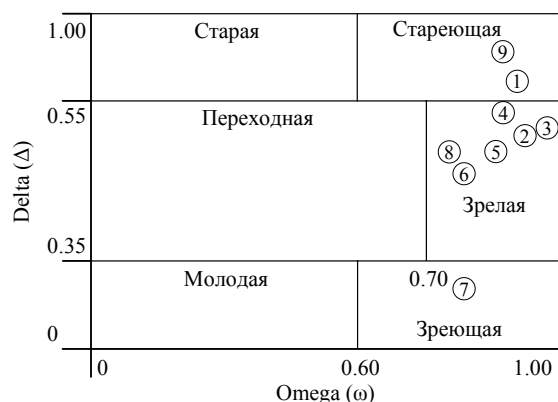 1.00
Старая
Стареющая
9
1
0.55
Переходная
4
3
2
8
5
6
Зрелая
Delta (Δ)
0.35
Молодая
0.70
7
0
Зреющая
0
0.60
1.00
Omega (ω)